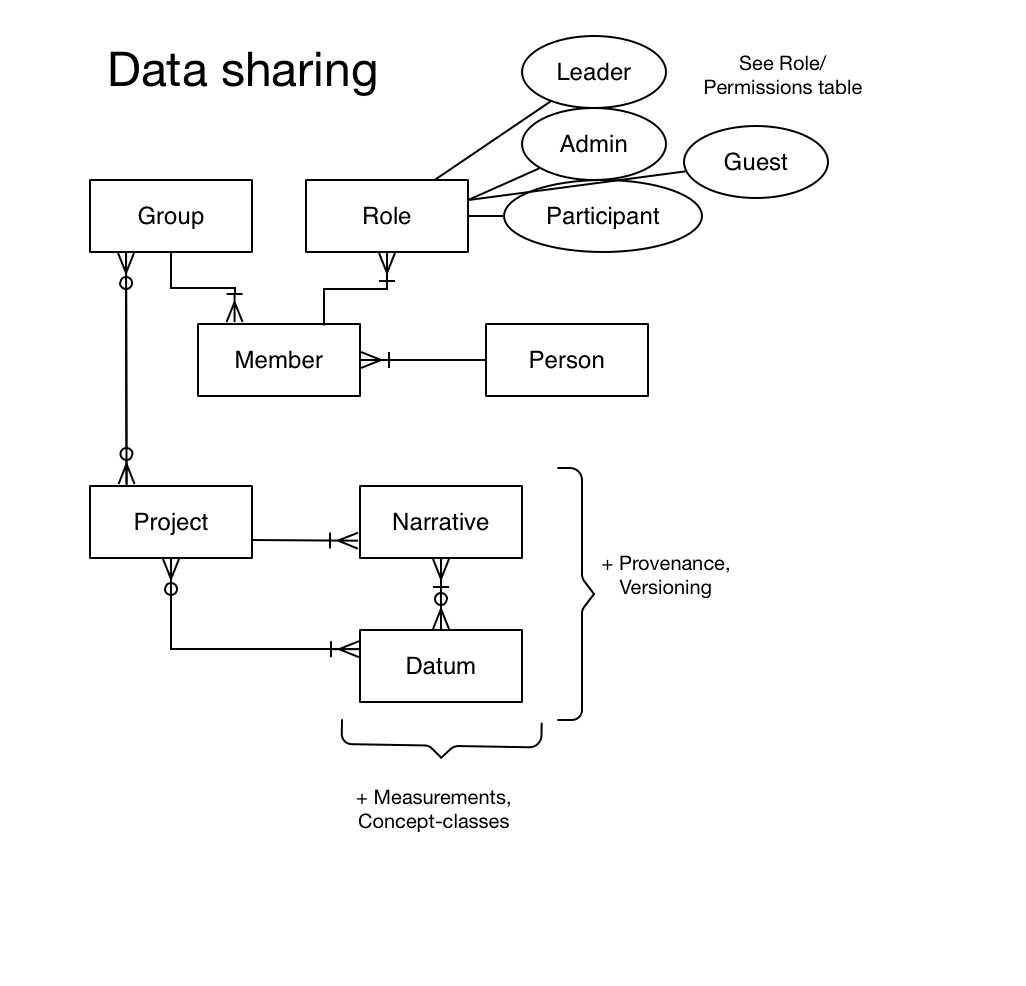 Data sharing
Leader
See Role/
Permissions table
Admin
Guest
Group
Role
Participant
Member
Person
Project
Narrative
+ Provenance,
Versioning
Datum
+ Measurements,
Concept-classes